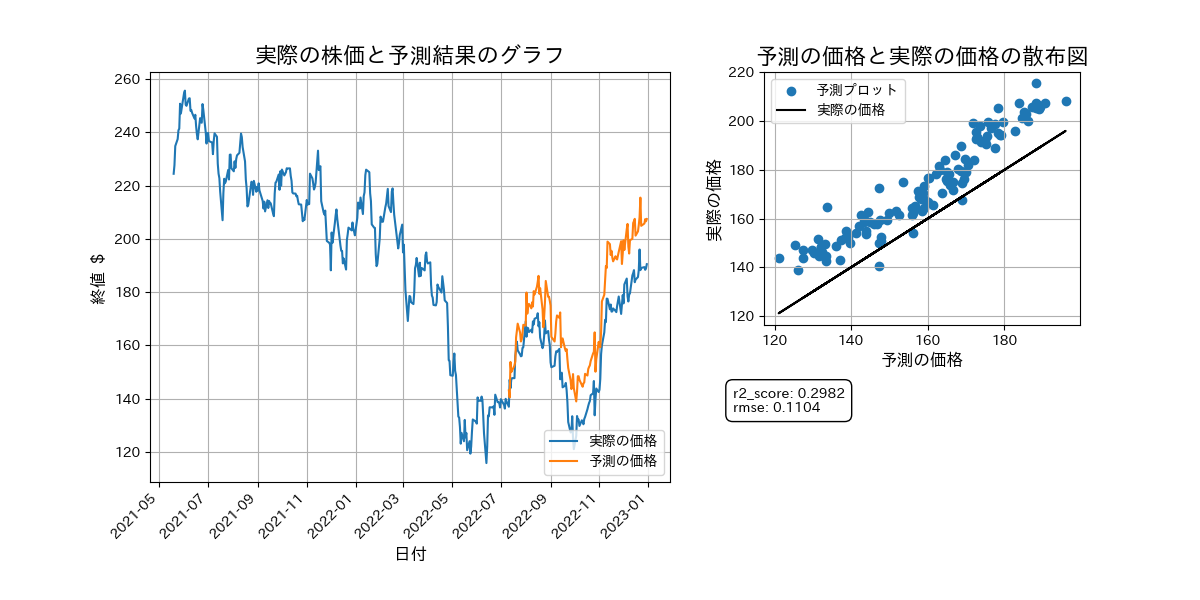 実際の株価と予測結果のグラフ
260
240
220
200
180
160
140
120
終値 $
2021-05
2021-07
2021-09
2021-11
2022-01
2022-03
2022-05
2022-07
2022-09
2022-11
2023-01
日付
実際の価格
予測の価格
予測の価格と実際の価格の散布図
220
200
180
160
140
120
実際の価格
予測プロット
実際の価格
120
140
160
180
予測の価格
r2_score: 0.2982
rmse: 0.1104